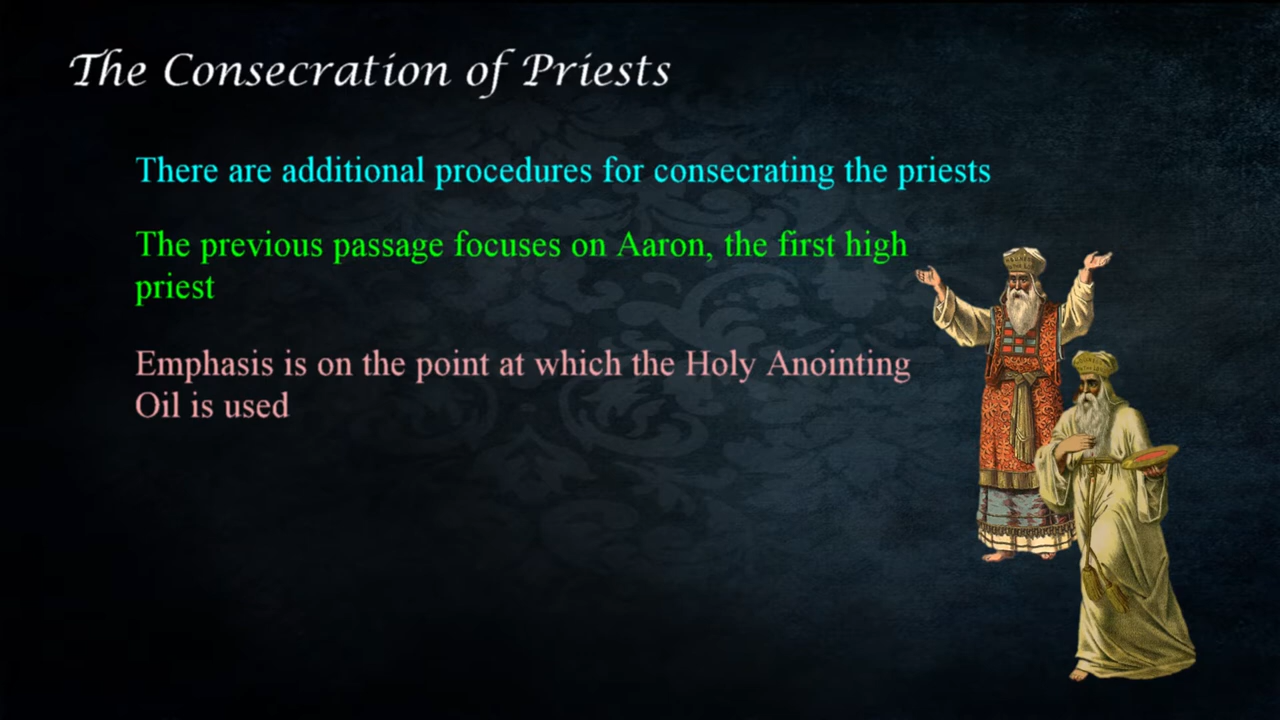 The Consecration of Priests
There are additional procedures for consecrating the priests
The previous passage focuses on Aaron, the first high
priest
Emphasis is on the point at which the Holy Anointing
Oil is used